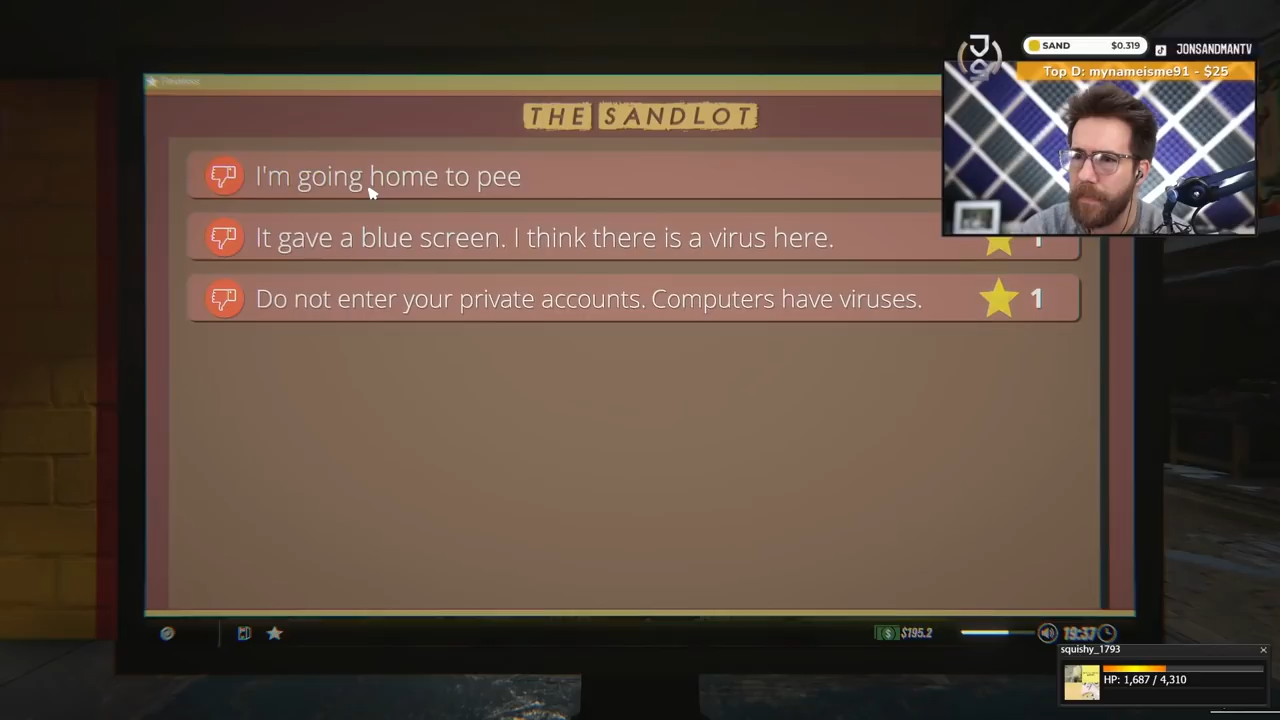 SAND $0.319
JONSANDMANTV
Top D: mynameisme91 - $25
THE SANDLOT
I'm going home to pee
It gave a blue screen. I think there is a virus here.
Do not enter your private accounts. Computers have viruses. 1
$195.2
19:37
squishy_1793
HP: 1,687 / 4,310